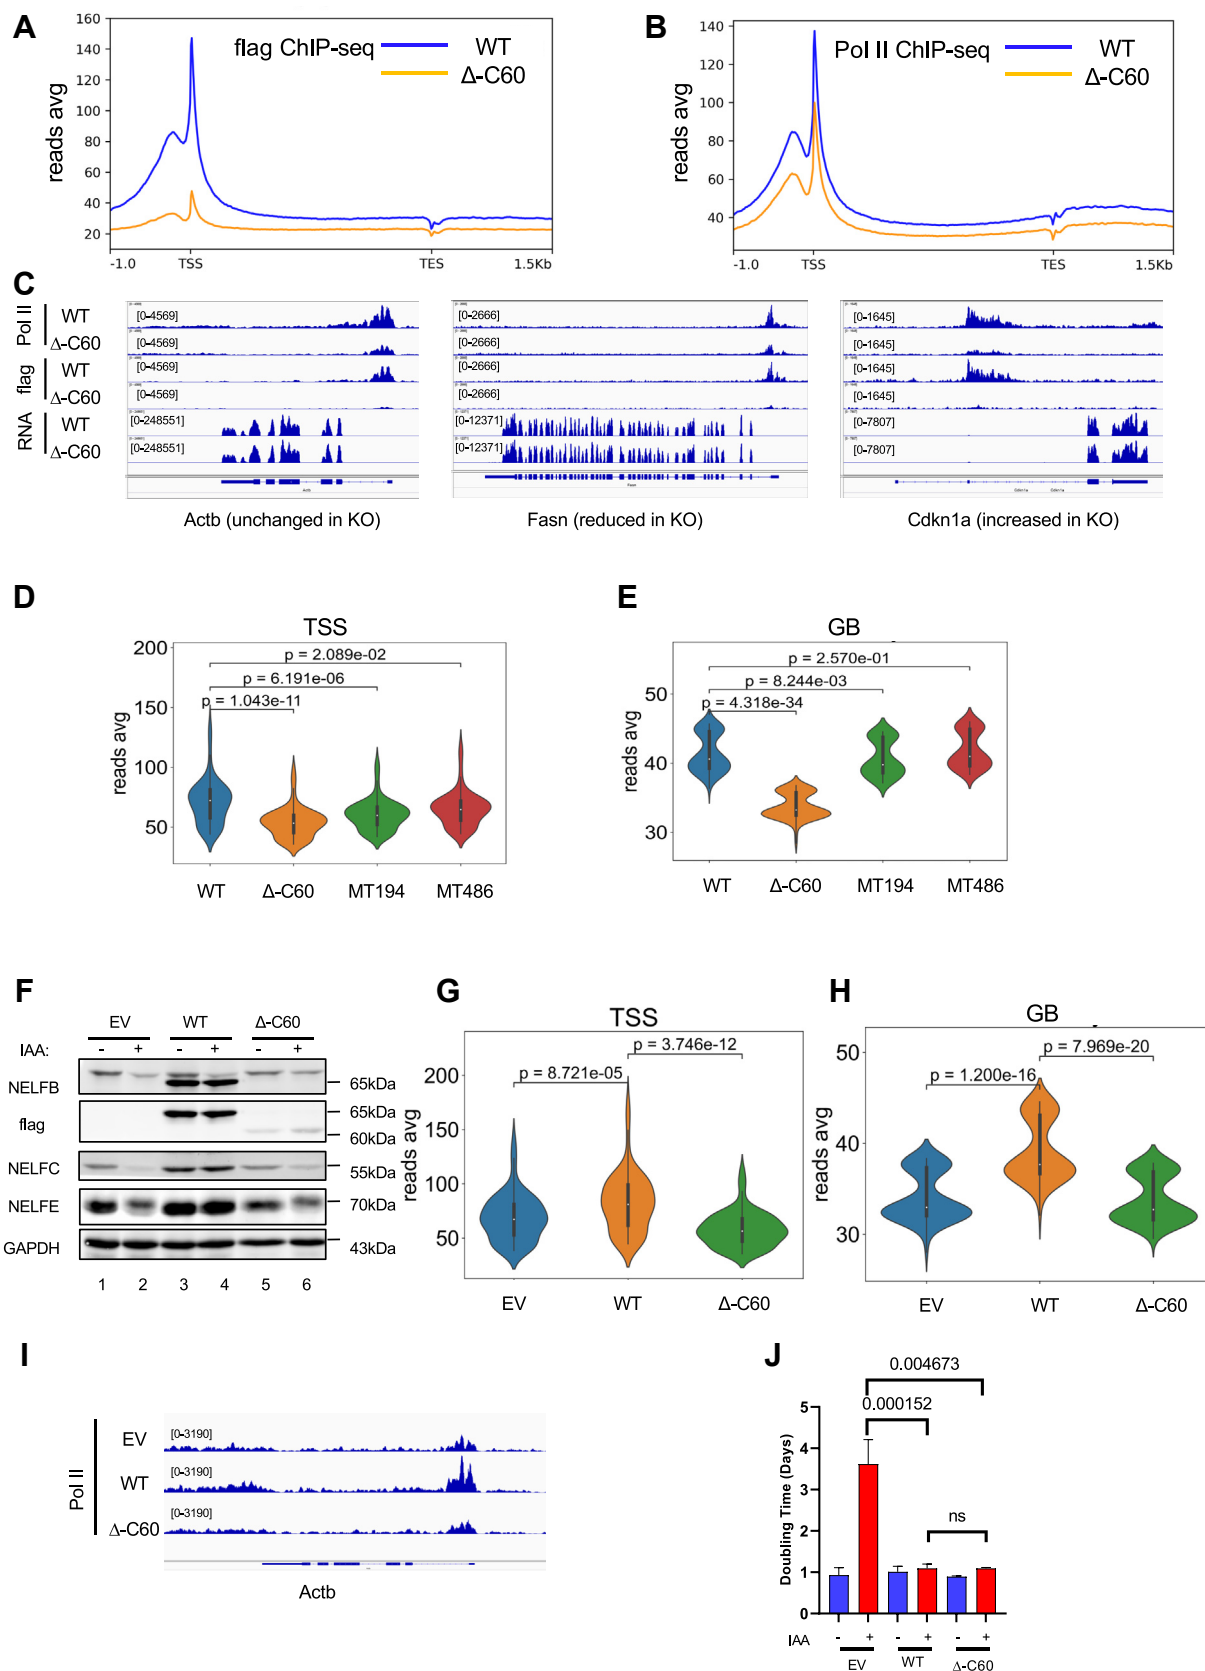 A
flag ChIP-seq
WT
Δ-C60
reads avg
160
140
120
100
80
60
40
20
-1.0
TSS
TES
1.5Kb
B
Pol II ChIP-seq
WT
Δ-C60
reads avg
140
120
100
80
60
40
-1.0
TSS
TES
1.5Kb
C
Pol II
flag
RNA
WT
Δ-C60
WT
Δ-C60
WT
Δ-C60
[0-4569]
[0-4569]
[0-4569]
[0-4569]
[0-248551]
[0-248551]
Actb
Actb (unchanged in KO)
[0-2666]
[0-2666]
[0-2666]
[0-2666]
[0-12371]
[0-12371]
Fasn
Fasn (reduced in KO)
[0-1645]
[0-1645]
[0-1645]
[0-1645]
[0-7807]
[0-7807]
Cdkn1a
Cdkn1a
Cdkn1a (increased in KO)
D
TSS
reads avg
200
150
100
50
p = 2.089e-02
p = 6.191e-06
p = 1.043e-11
WT
Δ-C60
MT194
MT486
E
GB
reads avg
50
40
30
p = 2.570e-01
p = 8.244e-03
p = 4.318e-34
WT
Δ-C60
MT194
MT486
F
EV
WT
Δ-C60
IAA:
-
+
-
+
-
+
NELFB
65kDa
flag
65kDa
60kDa
NELFC
55kDa
NELFE
70kDa
GAPDH
43kDa
1
2
3
4
5
6
G
TSS
reads avg
200
150
100
50
p = 3.746e-12
p = 8.721e-05
EV
WT
Δ-C60
H
GB
reads avg
50
40
30
p = 7.969e-20
p = 1.200e-16
EV
WT
Δ-C60
I
Pol II
EV
WT
Δ-C60
[0-3190]
[0-3190]
[0-3190]
Actb
J
0.004673
0.000152
ns
Doubling Time (Days)
5
4
3
2
1
0
IAA
-
+
-
+
-
+
EV
WT
Δ-C60